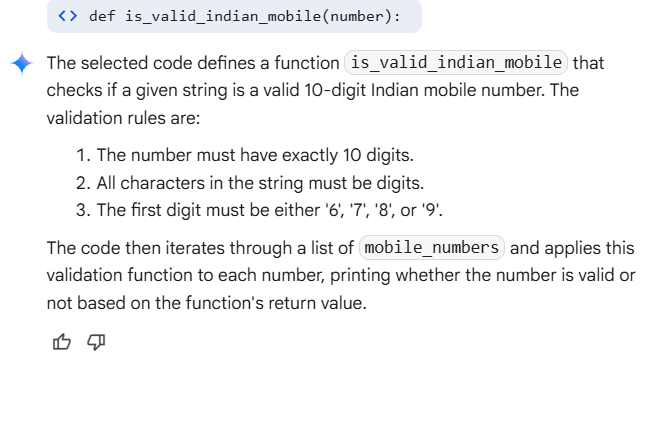 <> def is_valid_indian_mobile(number):
The selected code defines a function is_valid_indian_mobile that
checks if a given string is a valid 10-digit Indian mobile number. The
validation rules are:
1. The number must have exactly 10 digits.
2. All characters in the string must be digits.
3. The first digit must be either '6', '7', '8', or '9'.
The code then iterates through a list of mobile_numbers and applies this
validation function to each number, printing whether the number is valid or
not based on the function's return value.